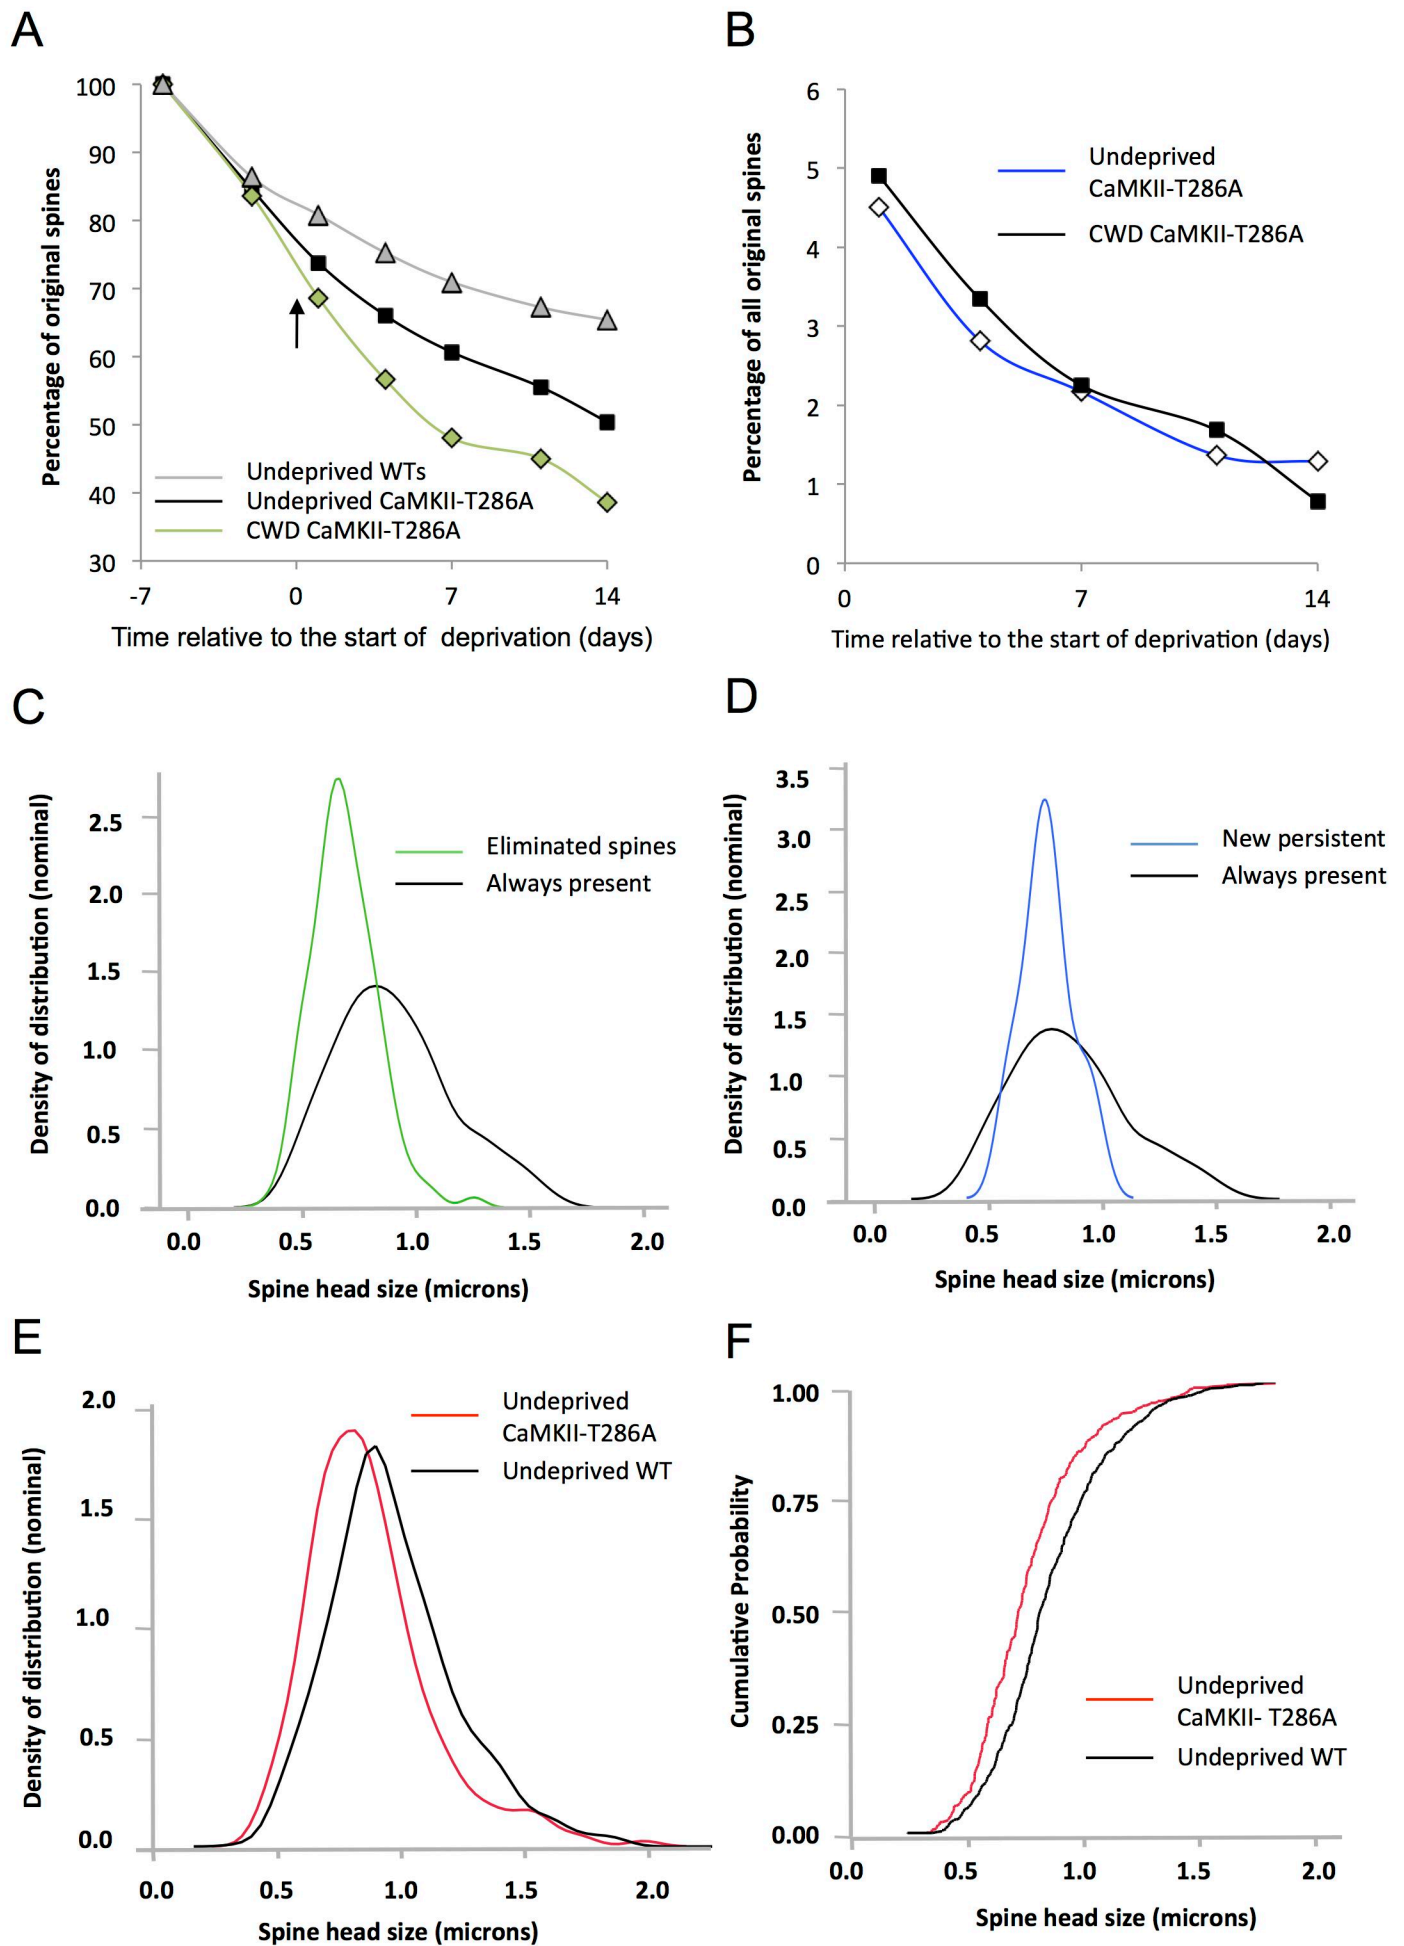 A
100
90
80
70
60
50
40
30
Percentage of original spines
Undeprived WTs
Undeprived CaMKII-T286A
CWD CaMKII-T286A
-7 0 7 14
Time relative to the start of deprivation (days)
B
6
5
4
3
2
1
0
Percentage of all original spines
Undeprived
CaMKII-T286A
CWD CaMKII-T286A
0 7 14
Time relative to the start of deprivation (days)
C
2.5
2.0
1.5
1.0
0.5
0.0
Density of distribution (nominal)
Eliminated spines
Always present
0.0 0.5 1.0 1.5 2.0
Spine head size (microns)
D
3.5
3.0
2.5
2.0
1.5
1.0
0.5
0.0
Density of distribution (nominal)
New persistent
Always present
0.0 0.5 1.0 1.5 2.0
Spine head size (microns)
E
2.0
1.5
1.0
0.5
0.0
Density of distribution (nominal)
Undeprived
CaMKII-T286A
Undeprived WT
0.0 0.5 1.0 1.5 2.0
Spine head size (microns)
F
1.00
0.75
0.50
0.25
0.00
Cumulative Probability
Undeprived
CaMKII- T286A
Undeprived WT
0.0 0.5 1.0 1.5 2.0
Spine head size (microns)